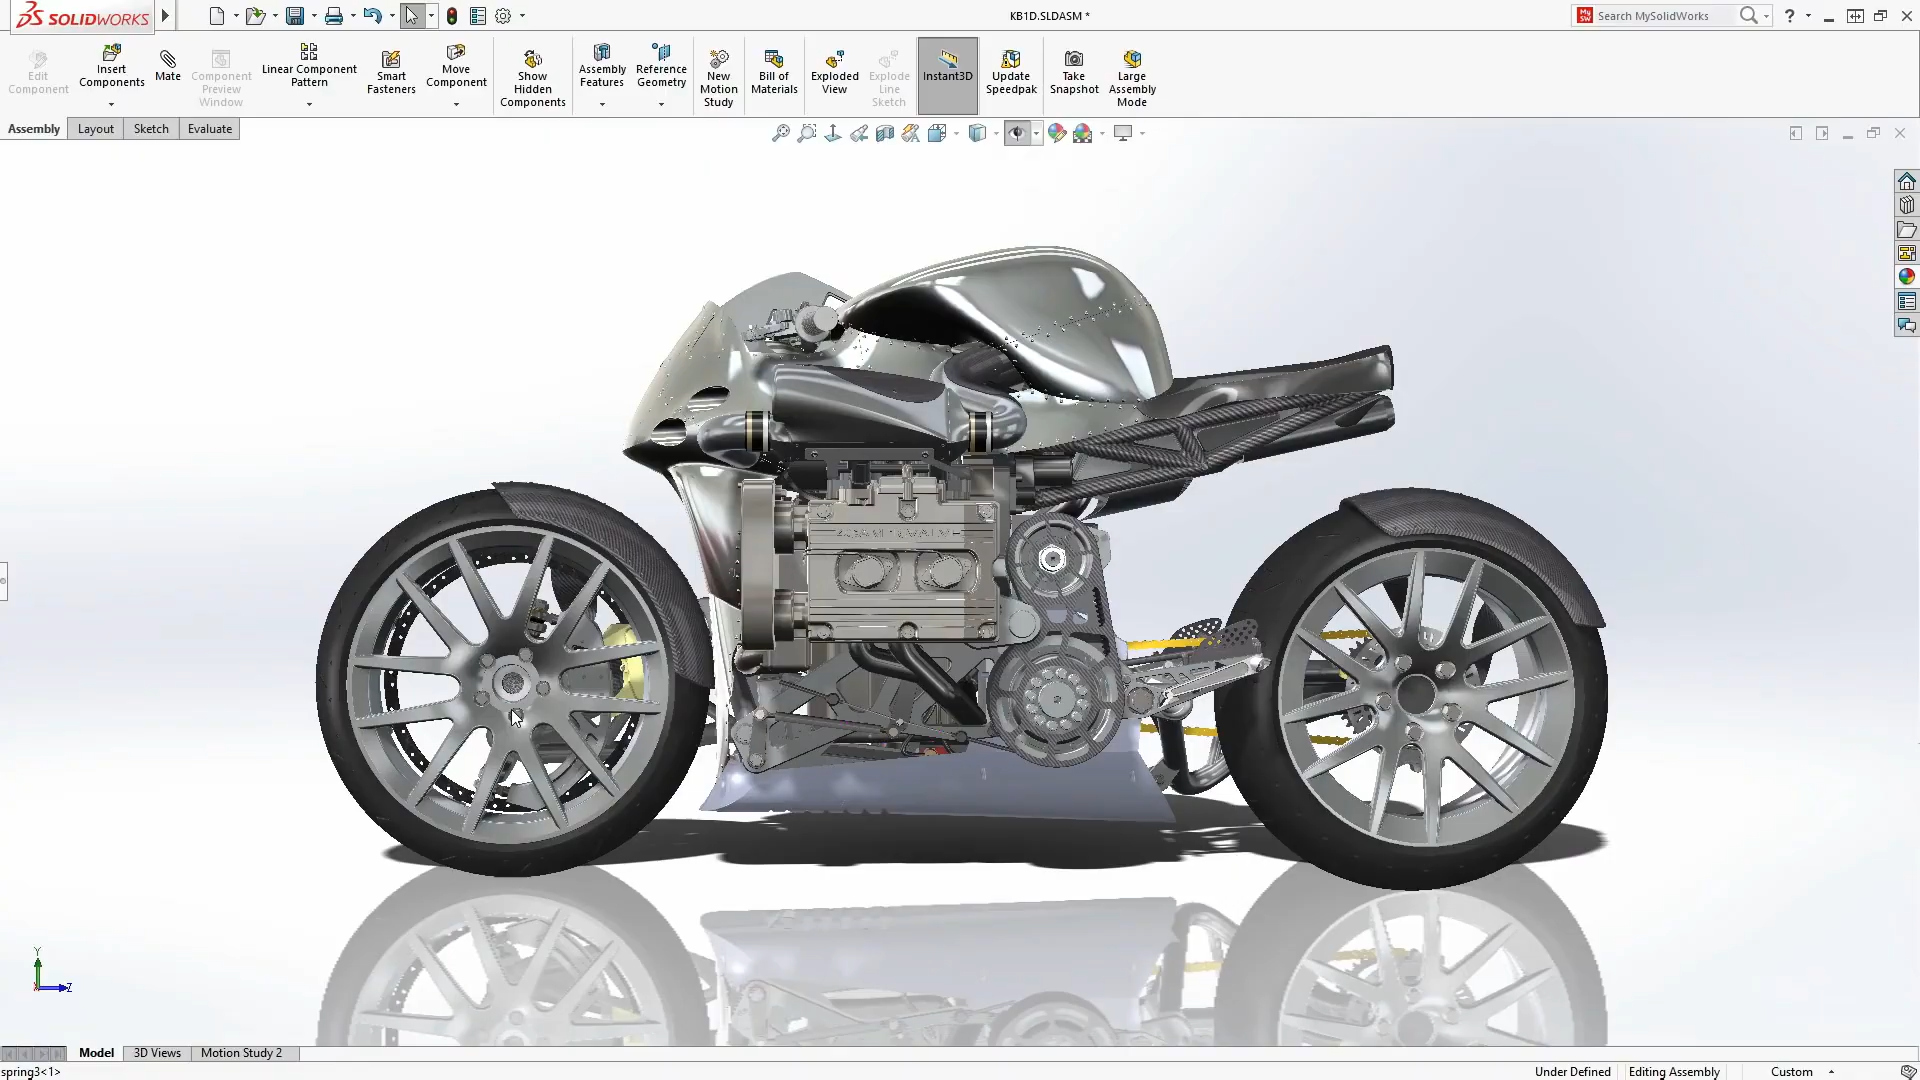 SOLIDWORKS
KB1D.SLDASM *
Search MySolidWorks
?
Edit
Component
Insert
Components
Mate
Component
Preview
Window
Linear Component
Pattern
Smart
Fasteners
Move
Component
Show
Hidden
Components
Assembly
Features
Reference
Geometry
New
Motion
Study
Bill of
Materials
Exploded
View
Explode
Line
Sketch
Instant3D
Update
Speedpak
Take
Snapshot
Large
Assembly
Mode
Assembly
Layout
Sketch
Evaluate
Y
Z
Model
3D Views
Motion Study 2
spring3<1>
Under Defined
Editing Assembly
Custom